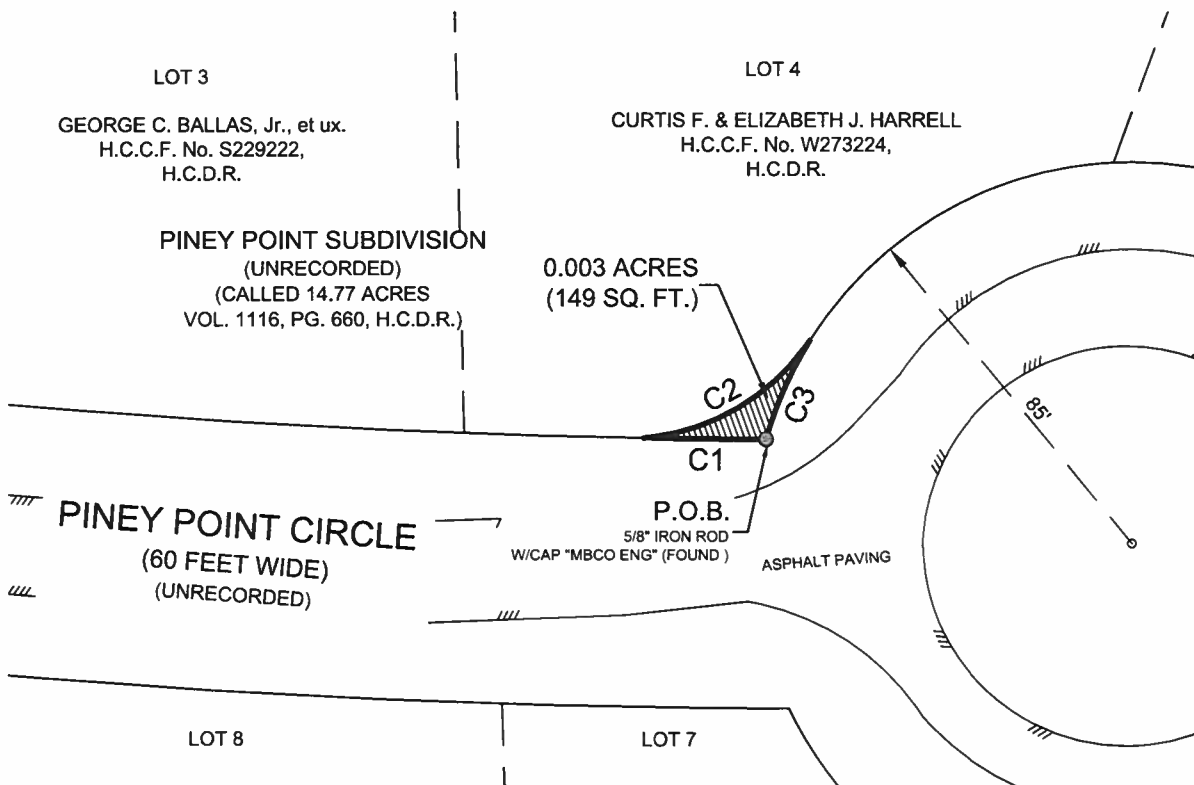 LOT 3
GEORGE C. BALLAS, Jr., et ux.
H.C.C.F. No. S229222,
H.C.D.R.
LOT 4
CURTIS F. & ELIZABETH J. HARRELL
H.C.C.F. No. W273224,
H.C.D.R.
PINEY POINT SUBDIVISION
(UNRECORDED)
(CALLED 14.77 ACRES
VOL. 1116, PG. 660, H.C.D.R.)
0.003 ACRES
(149 SQ. FT.)
C2
C3
C1
85'
P.O.B.
5/8" IRON ROD
W/CAP "MBCO ENG" (FOUND )
ASPHALT PAVING
PINEY POINT CIRCLE
(60 FEET WIDE)
(UNRECORDED)
LOT 8
LOT 7